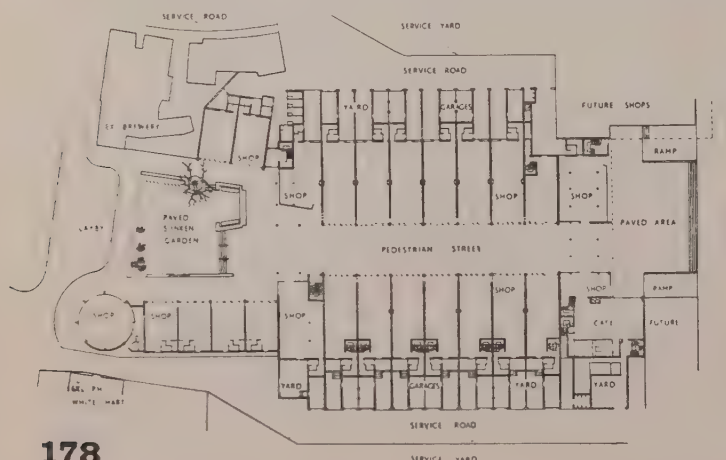 SERVICE ROAD
SERVICE YARD
SERVICE ROAD
EX BREWERY
YARD
GARAGES
FUTURE SHOPS
SHOP
RAMP
SHOP
SHOP
SHOP
LAYBY
PAVED
SUNKEN
GARDEN
PAVED AREA
PEDESTRIAN STREET
SHOP
SHOP
RAMP
SHOP
SHOP
SHOP
CAFE
FUTURE
YARD
GARAGES
YARD
YARD
PH
WHITE HART
SERVICE ROAD
178
SERVICE YARD